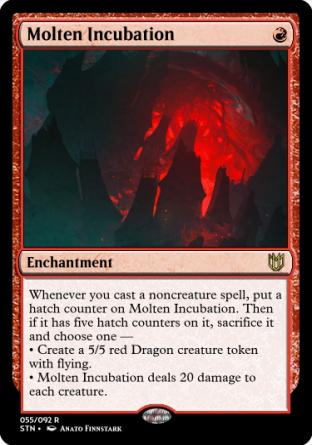 Molten Incubation
Enchantment
Whenever you cast a noncreature spell, put a
hatch counter on Molten Incubation. Then
if it has five hatch counters on it, sacrifice it
and choose one —
• Create a 5/5 red Dragon creature token
with flying.
• Molten Incubation deals 20 damage to
each creature.
055/092 R
STN • Anato Finnstark